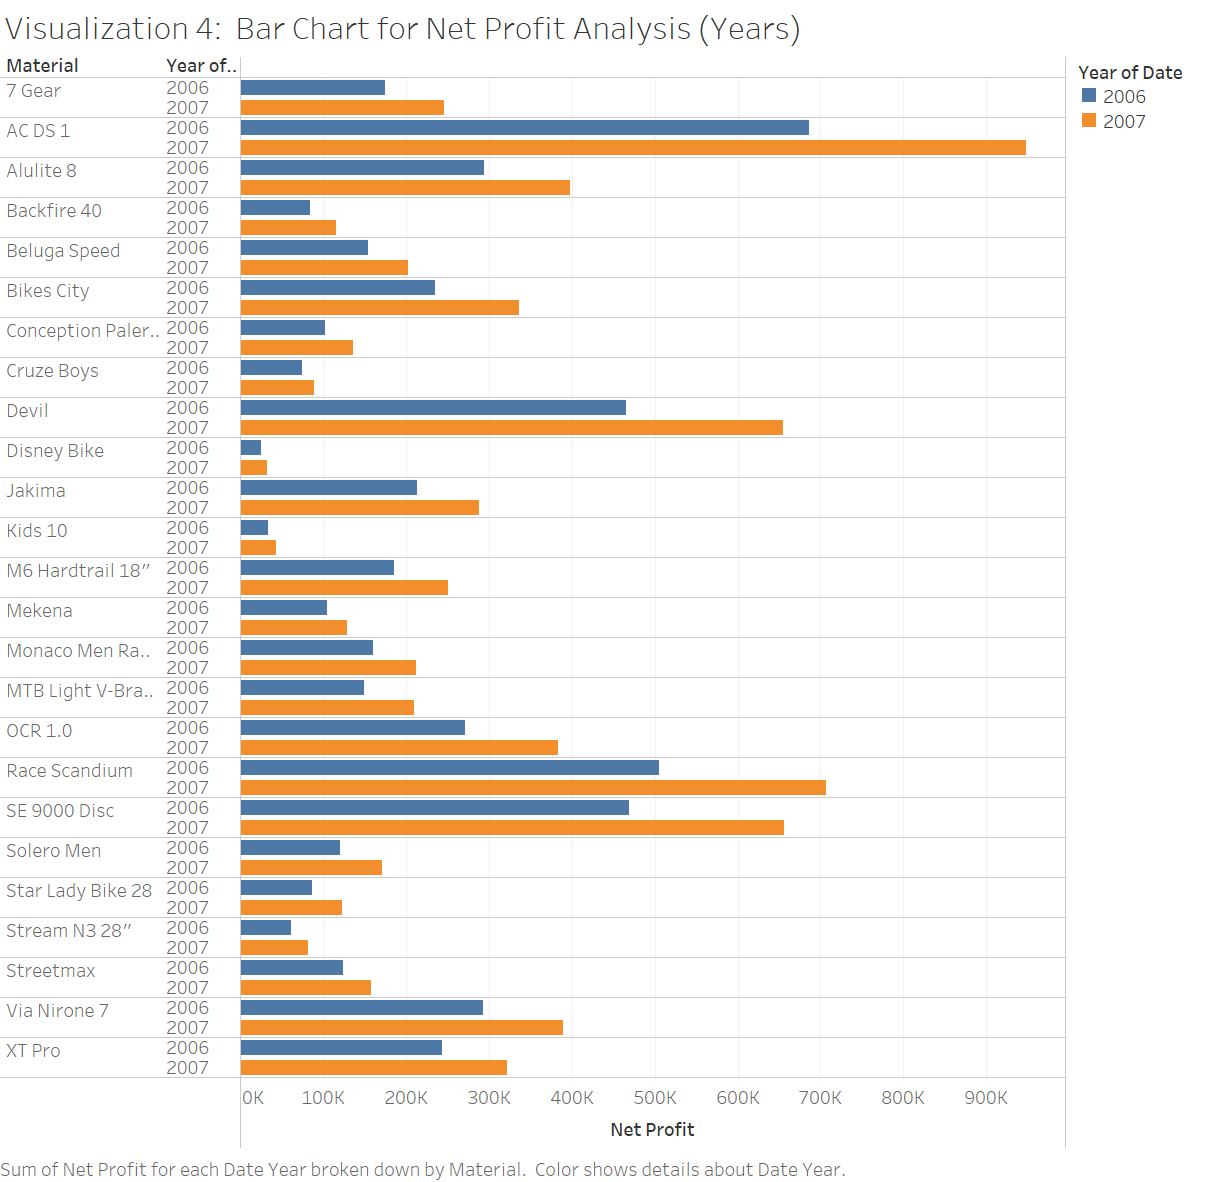 Visualization 4:  Bar Chart for Net Profit Analysis (Years)
Material Year of..
Year of Date
2006
2007
7 Gear 2006
2007
AC DS 1 2006
2007
Alulite 8 2006
2007
Backfire 40 2006
2007
Beluga Speed 2006
2007
Bikes City 2006
2007
Conception Paler.. 2006
2007
Cruze Boys 2006
2007
Devil 2006
2007
Disney Bike 2006
2007
Jakima 2006
2007
Kids 10 2006
2007
M6 Hardtrail 18″ 2006
2007
Mekena 2006
2007
Monaco Men Ra.. 2006
2007
MTB Light V-Bra.. 2006
2007
OCR 1.0 2006
2007
Race Scandium 2006
2007
SE 9000 Disc 2006
2007
Solero Men 2006
2007
Star Lady Bike 28 2006
2007
Stream N3 28″ 2006
2007
Streetmax 2006
2007
Via Nirone 7 2006
2007
XT Pro 2006
2007
0K 100K 200K 300K 400K 500K 600K 700K 800K 900K
Net Profit
Sum of Net Profit for each Date Year broken down by Material.  Color shows details about Date Year.